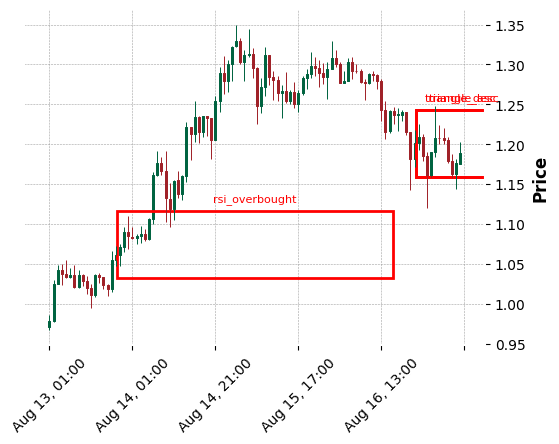 1.35
1.30
1.25
1.20
1.15
1.10
1.05
1.00
0.95
Price
rsi_overbought
Aug 13, 01:00
Aug 14, 01:00
Aug 14, 21:00
Aug 15, 17:00
Aug 16, 13:00